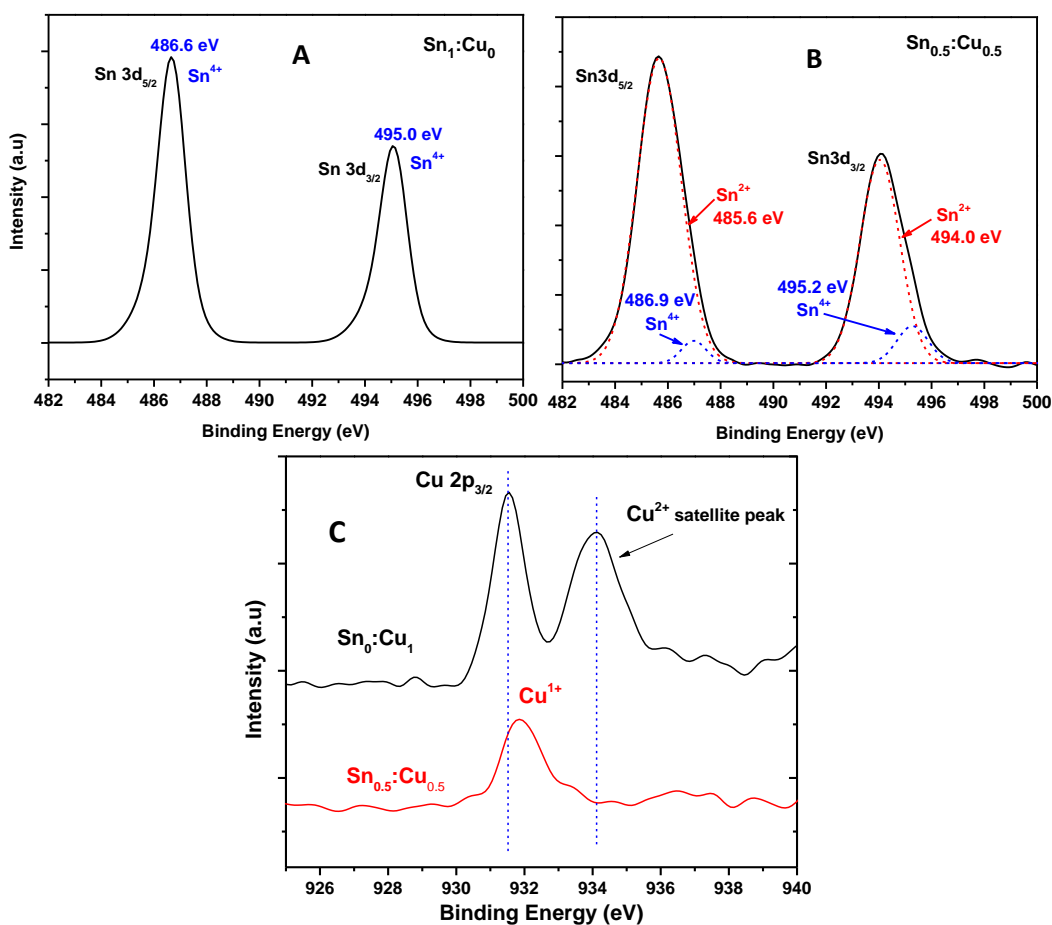 A
Sn₁:Cu₀
486.6 eV
Sn 3d₅/₂
Sn⁴⁺
495.0 eV
Sn 3d₃/₂
Sn⁴⁺
Intensity (a.u)
482 484 486 488 490 492 494 496 498 500
Binding Energy (eV)
B
Sn₀.₅:Cu₀.₅
Sn3d₅/₂
Sn3d₃/₂
Sn²⁺
485.6 eV
Sn²⁺
494.0 eV
486.9 eV
Sn⁴⁺
495.2 eV
Sn⁴⁺
482 484 486 488 490 492 494 496 498 500
Binding Energy (eV)
C
Cu 2p₃/₂
Cu²⁺ satellite peak
Sn₀:Cu₁
Cu¹⁺
Sn₀.₅:Cu₀.₅
Intensity (a.u)
926 928 930 932 934 936 938 940
Binding Energy (eV)